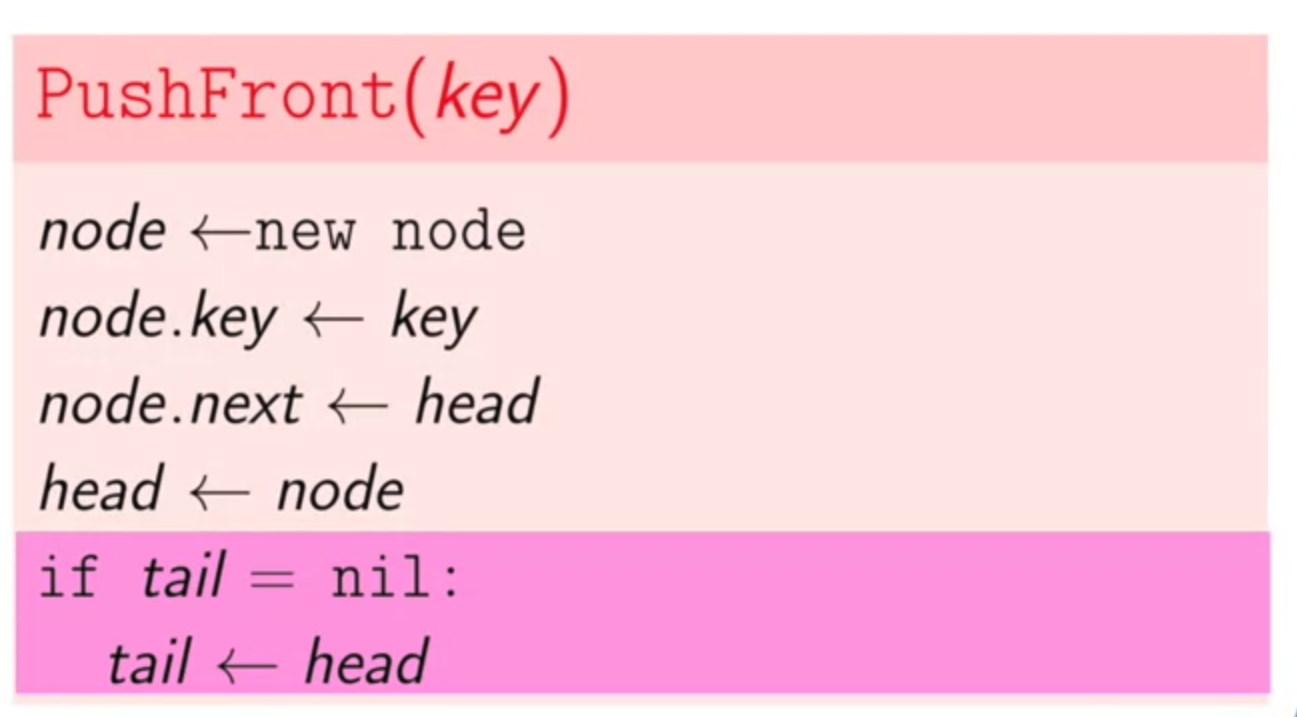 PushFront(key)
node ←new node
node.key ← key
node.next ← head
head ← node
if tail = nil:
tail ← head